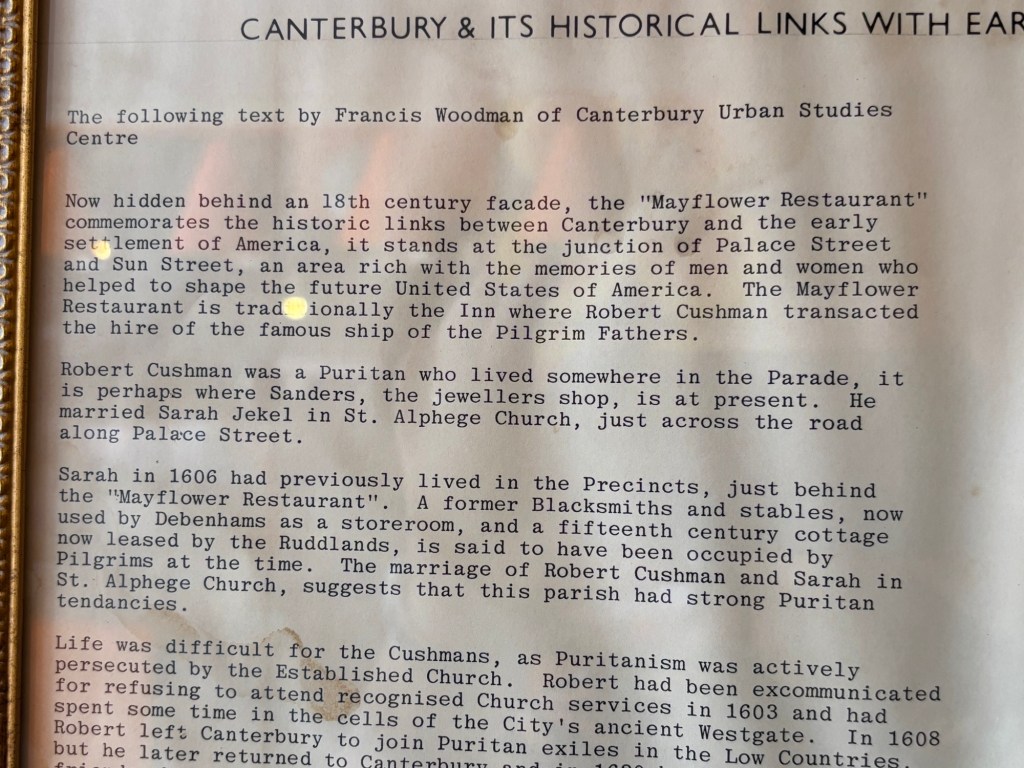 CANTERBURY & ITS HISTORICAL LINKS WITH
The following text by Francis Woodman of Canterbury Urban Studies
Centre
Now hidden behind an 18th century facade, the "Mayflower Restaurant"
commemorates the historic links between Canterbury and the early
settlement of America, it stands at the junction of Palace Street
and Sun Street, an area rich with the memories of men and women who
helped to shape the future United States of America. The Mayflower
Restaurant is traditionally the Inn where Robert Cushman transacted
the hire of the famous ship of the Pilgrim Fathers.
Robert Cushman was a Puritan who lived somewhere in the Parade, it
is perhaps where Sanders, the jewellers shop, is at present. He
married Sarah Jekel in St. Alphege Church, just across the road
along Palace Street.
Sarah in 1606 had previously lived in the Precincts, just behind
the "Mayflower Restaurant". A former Blacksmiths and stables, now
used by Debenhams as a storeroom, and a fifteenth century cottage
now leased by the Ruddlands, is said to have been occupied by
Pilgrims at the time. The marriage of Robert Cushman and Sarah in
St. Alphege Church, suggests that this parish had strong Puritan
tendancies.
Life was difficult for the Cushmans, as Puritanism was actively
persecuted by the Established Church. Robert had been excommunicated
for refusing to attend recognised Church services in 1603 and had
spent some time in the cells of the City's ancient Westgate. In 1608
Robert left Canterbury to join Puritan exiles in the Low Countries,
but he later returned to Canterbury and in